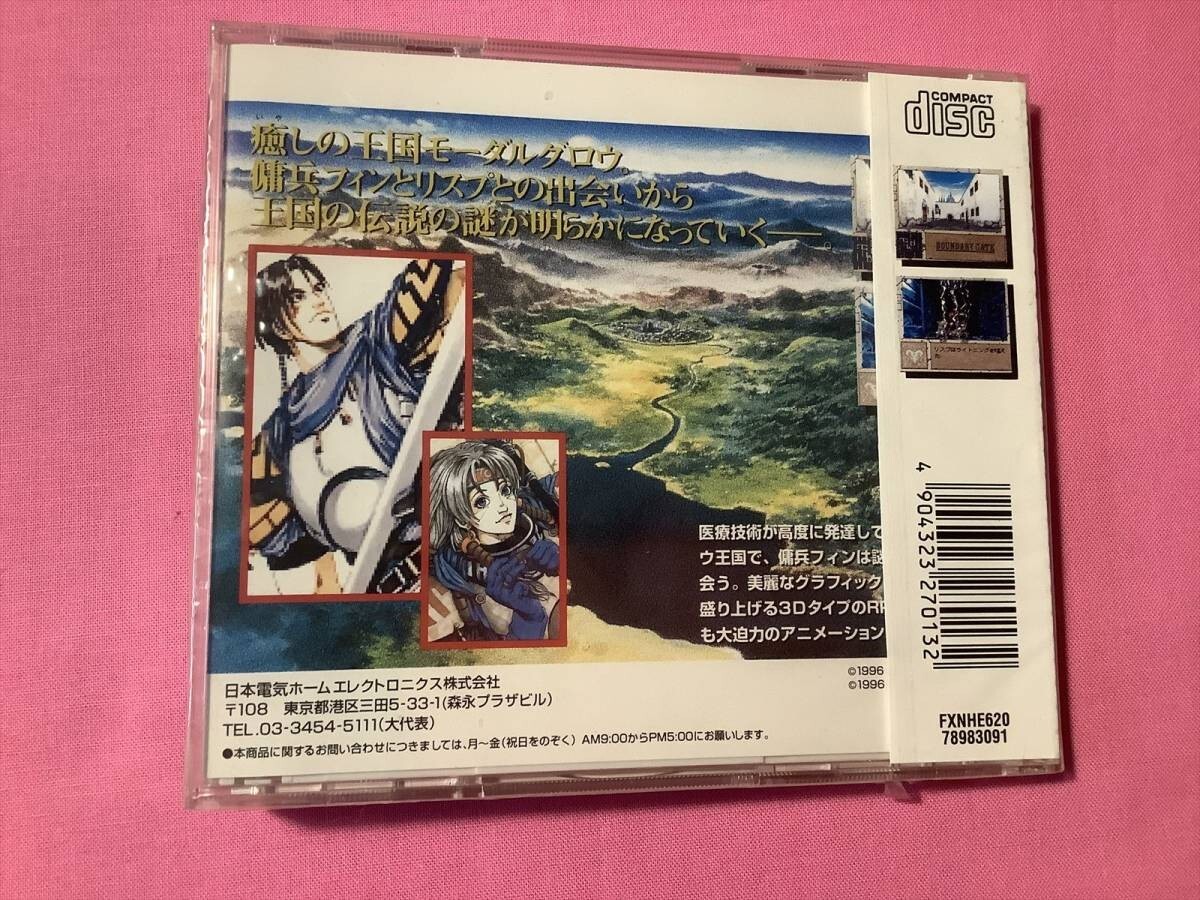 いや
癒しの王国モーダルダロウ。
傭兵フィンとリスプとの出会いから
王国の伝説の謎が明らかになっていく──。
COMPACT
disc
BOUNDARY GATE
医療技術が高度に発達して
ウ王国で、傭兵フィンは謎
会う。美麗なグラフィック
盛り上げる3DタイプのRP
も大迫力のアニメーション
©1996
©1996
日本電気ホームエレクトロニクス株式会社
〒108 東京都港区三田5-33-1(森永プラザビル)
TEL.03-3454-5111(大代表)
●本商品に関するお問い合わせにつきましては、月〜金(祝日をのぞく) AM9:00からPM5:00にお願いします。
4 904323 270132
FXNHE620
78983091